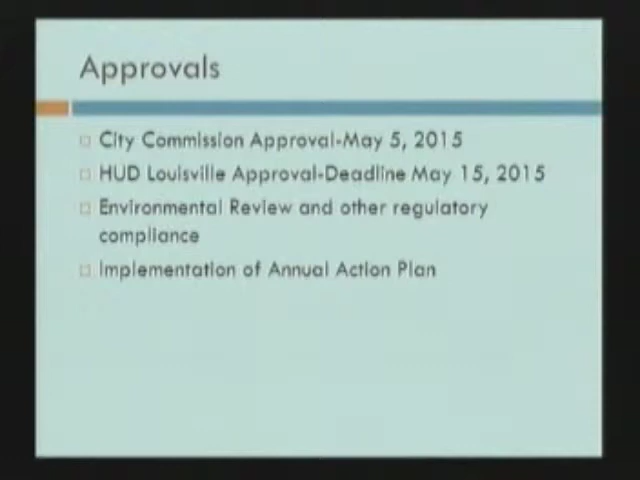 Approvals
City Commission Approval-May 5, 2015
HUD Louisville Approval-Deadline May 15, 2015
Environmental Review and other regulatory
compliance
Implementation of Annual Action Plan